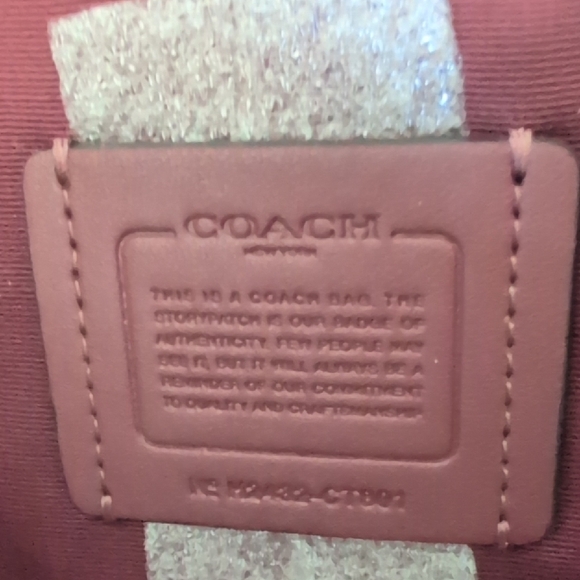 COACH
NEW YORK
THIS IS A COACH BAG. THE
STORYPATCH IS OUR BADGE OF
AUTHENTICITY. FEW PEOPLE MAY
SEE IT, BUT IT WILL ALWAYS BE A
REMINDER OF OUR COMMITMENT
TO QUALITY AND CRAFTSMANSHIP.